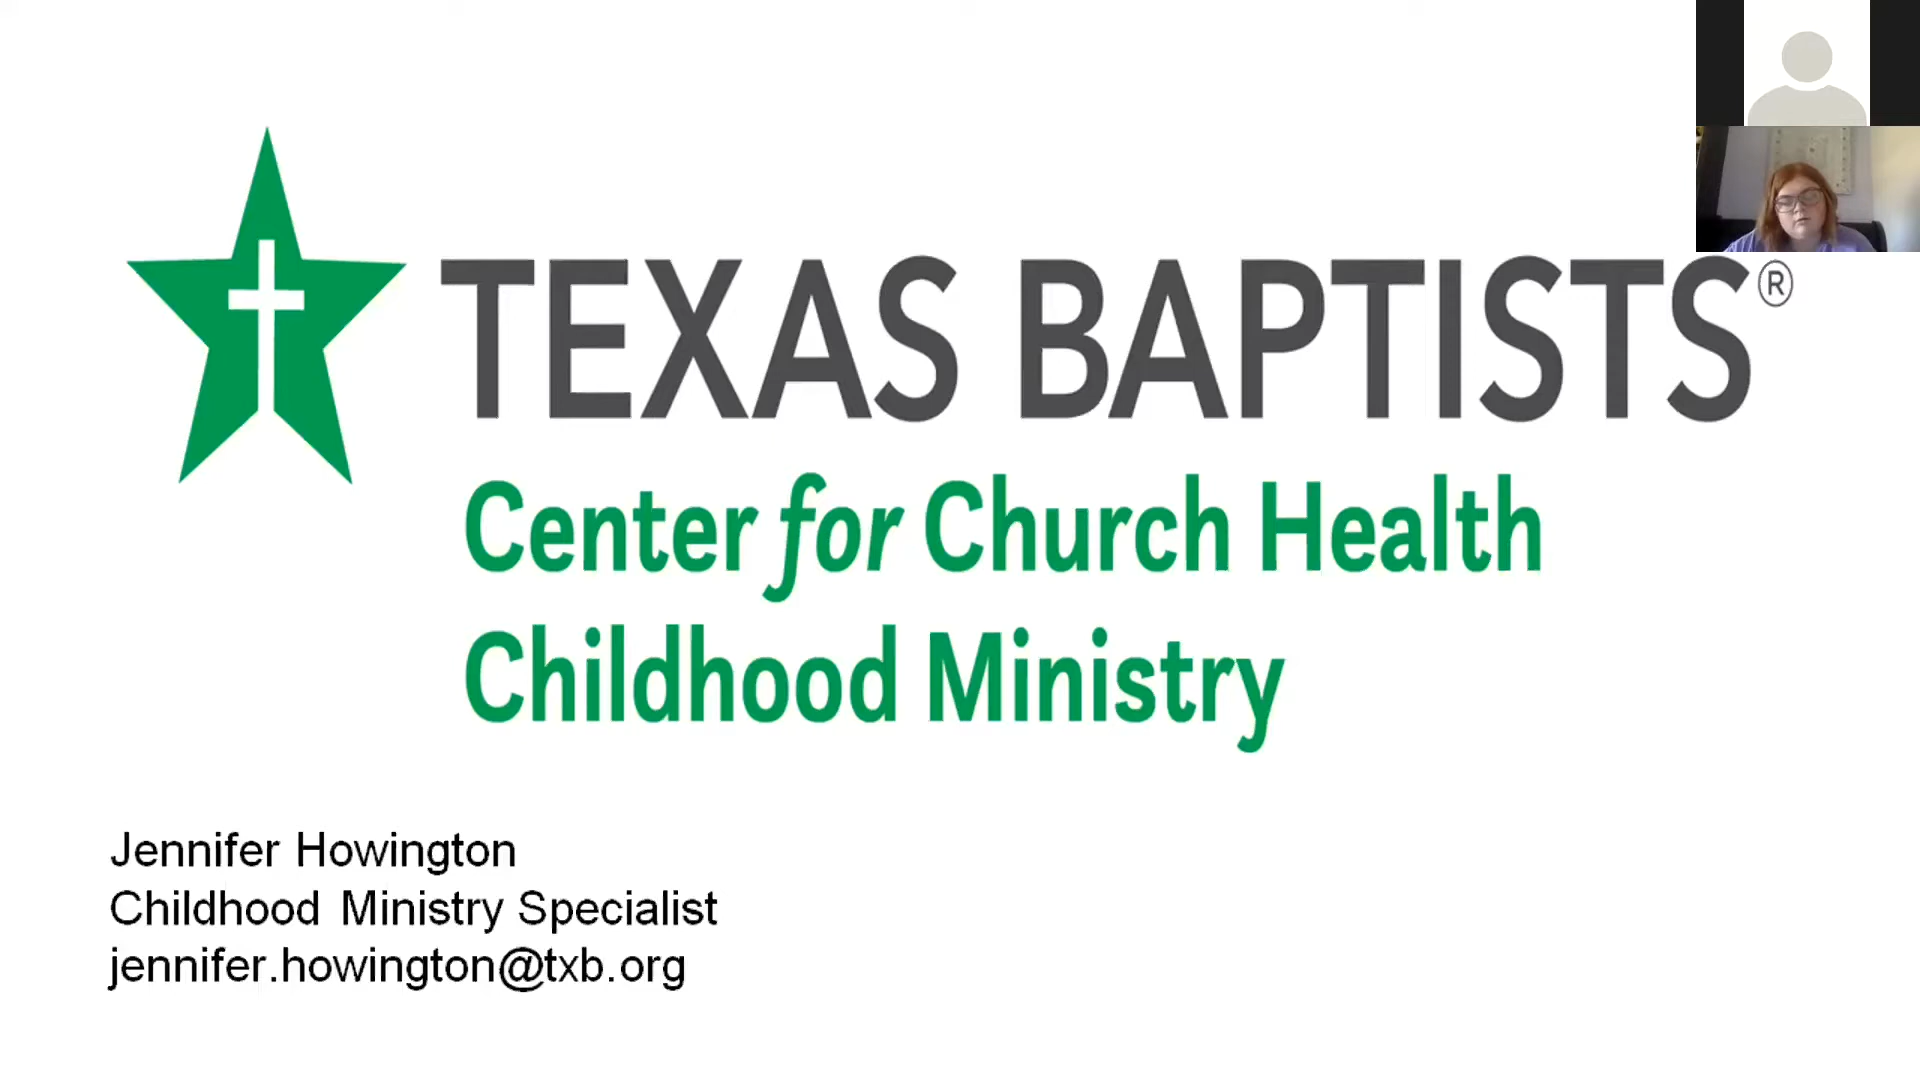 TEXAS BAPTISTS®
Center for Church Health
Childhood Ministry
Jennifer Howington
Childhood Ministry Specialist
jennifer.howington@txb.org